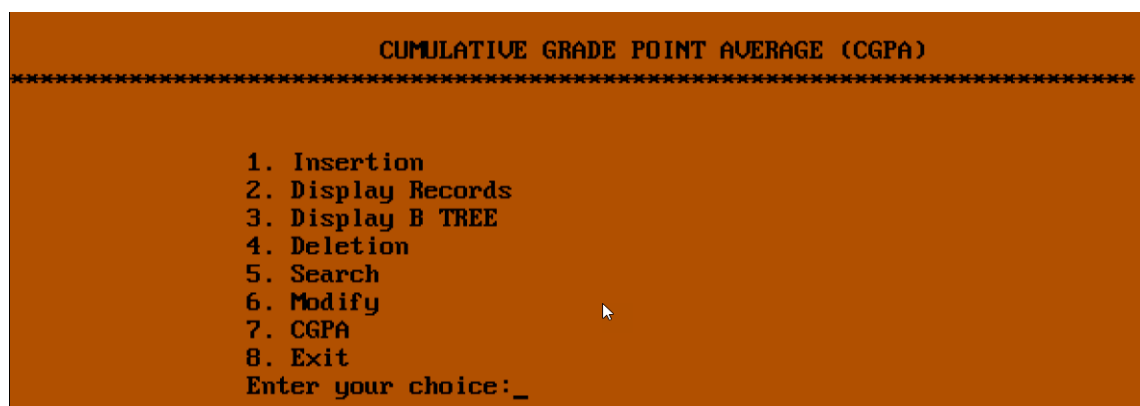 CUMULATIVE GRADE POINT AVERAGE (CGPA)
****************************************************************************
1. Insertion
2. Display Records
3. Display B TREE
4. Deletion
5. Search
6. Modify
7. CGPA
8. Exit
Enter your choice:_